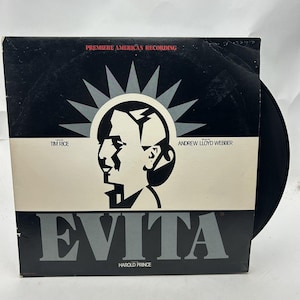 PREMIERE AMERICAN RECORDING
TIM RICE
ANDREW LLOYD WEBBER
EVITA
HAROLD PRINCE